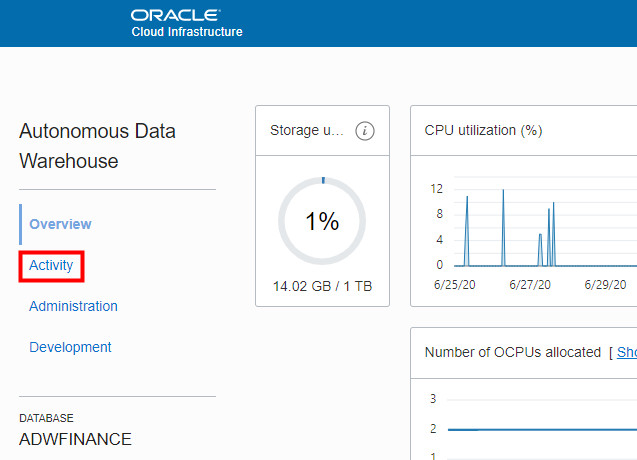 ORACLE
Cloud Infrastructure
Autonomous Data
Warehouse
Overview
Activity
Administration
Development
DATABASE
ADWFINANCE
Storage u... i
1%
14.02 GB / 1 TB
CPU utilization (%)
12
8
4
0
6/25/20 6/27/20 6/29/20
Number of OCPUs allocated [ Sho
3
2
1